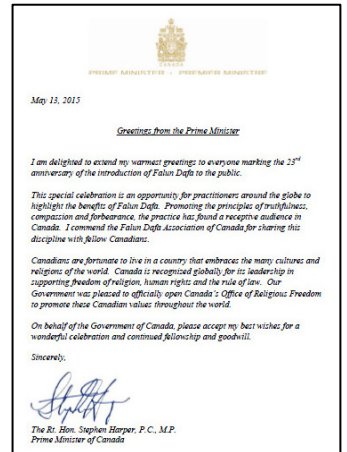 CANADA
PRIME MINISTER - PREMIER MINISTRE
May 13, 2015
Greetings from the Prime Minister
I am delighted to extend my warmest greetings to everyone marking the 23rd
anniversary of the introduction of Falun Dafa to the public.
This special celebration is an opportunity for practitioners around the globe to
highlight the benefits of Falun Dafa. Promoting the principles of truthfulness,
compassion and forbearance, the practice has found a receptive audience in
Canada. I commend the Falun Dafa Association of Canada for sharing this
discipline with fellow Canadians.
Canadians are fortunate to live in a country that embraces the many cultures and
religions of the world. Canada is recognised globally for its leadership in
supporting freedom of religion, human rights and the rule of law. Our
Government was pleased to officially open Canada's Office of Religious Freedom
to promote these Canadian values throughout the world.
On behalf of the Government of Canada, please accept my best wishes for a
wonderful celebration and continued fellowship and goodwill.
Sincerely,
The Rt. Hon. Stephen Harper, P.C., M.P.
Prime Minister of Canada